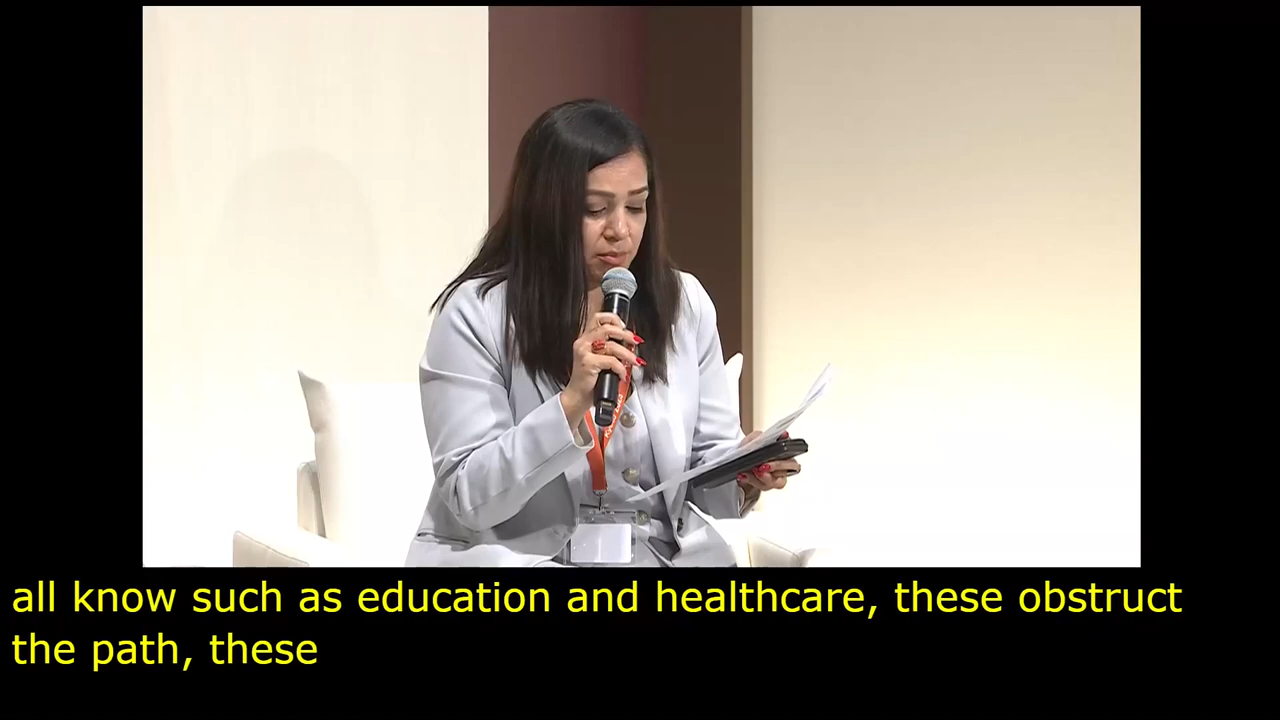 all know such as education and healthcare, these obstruct
the path, these